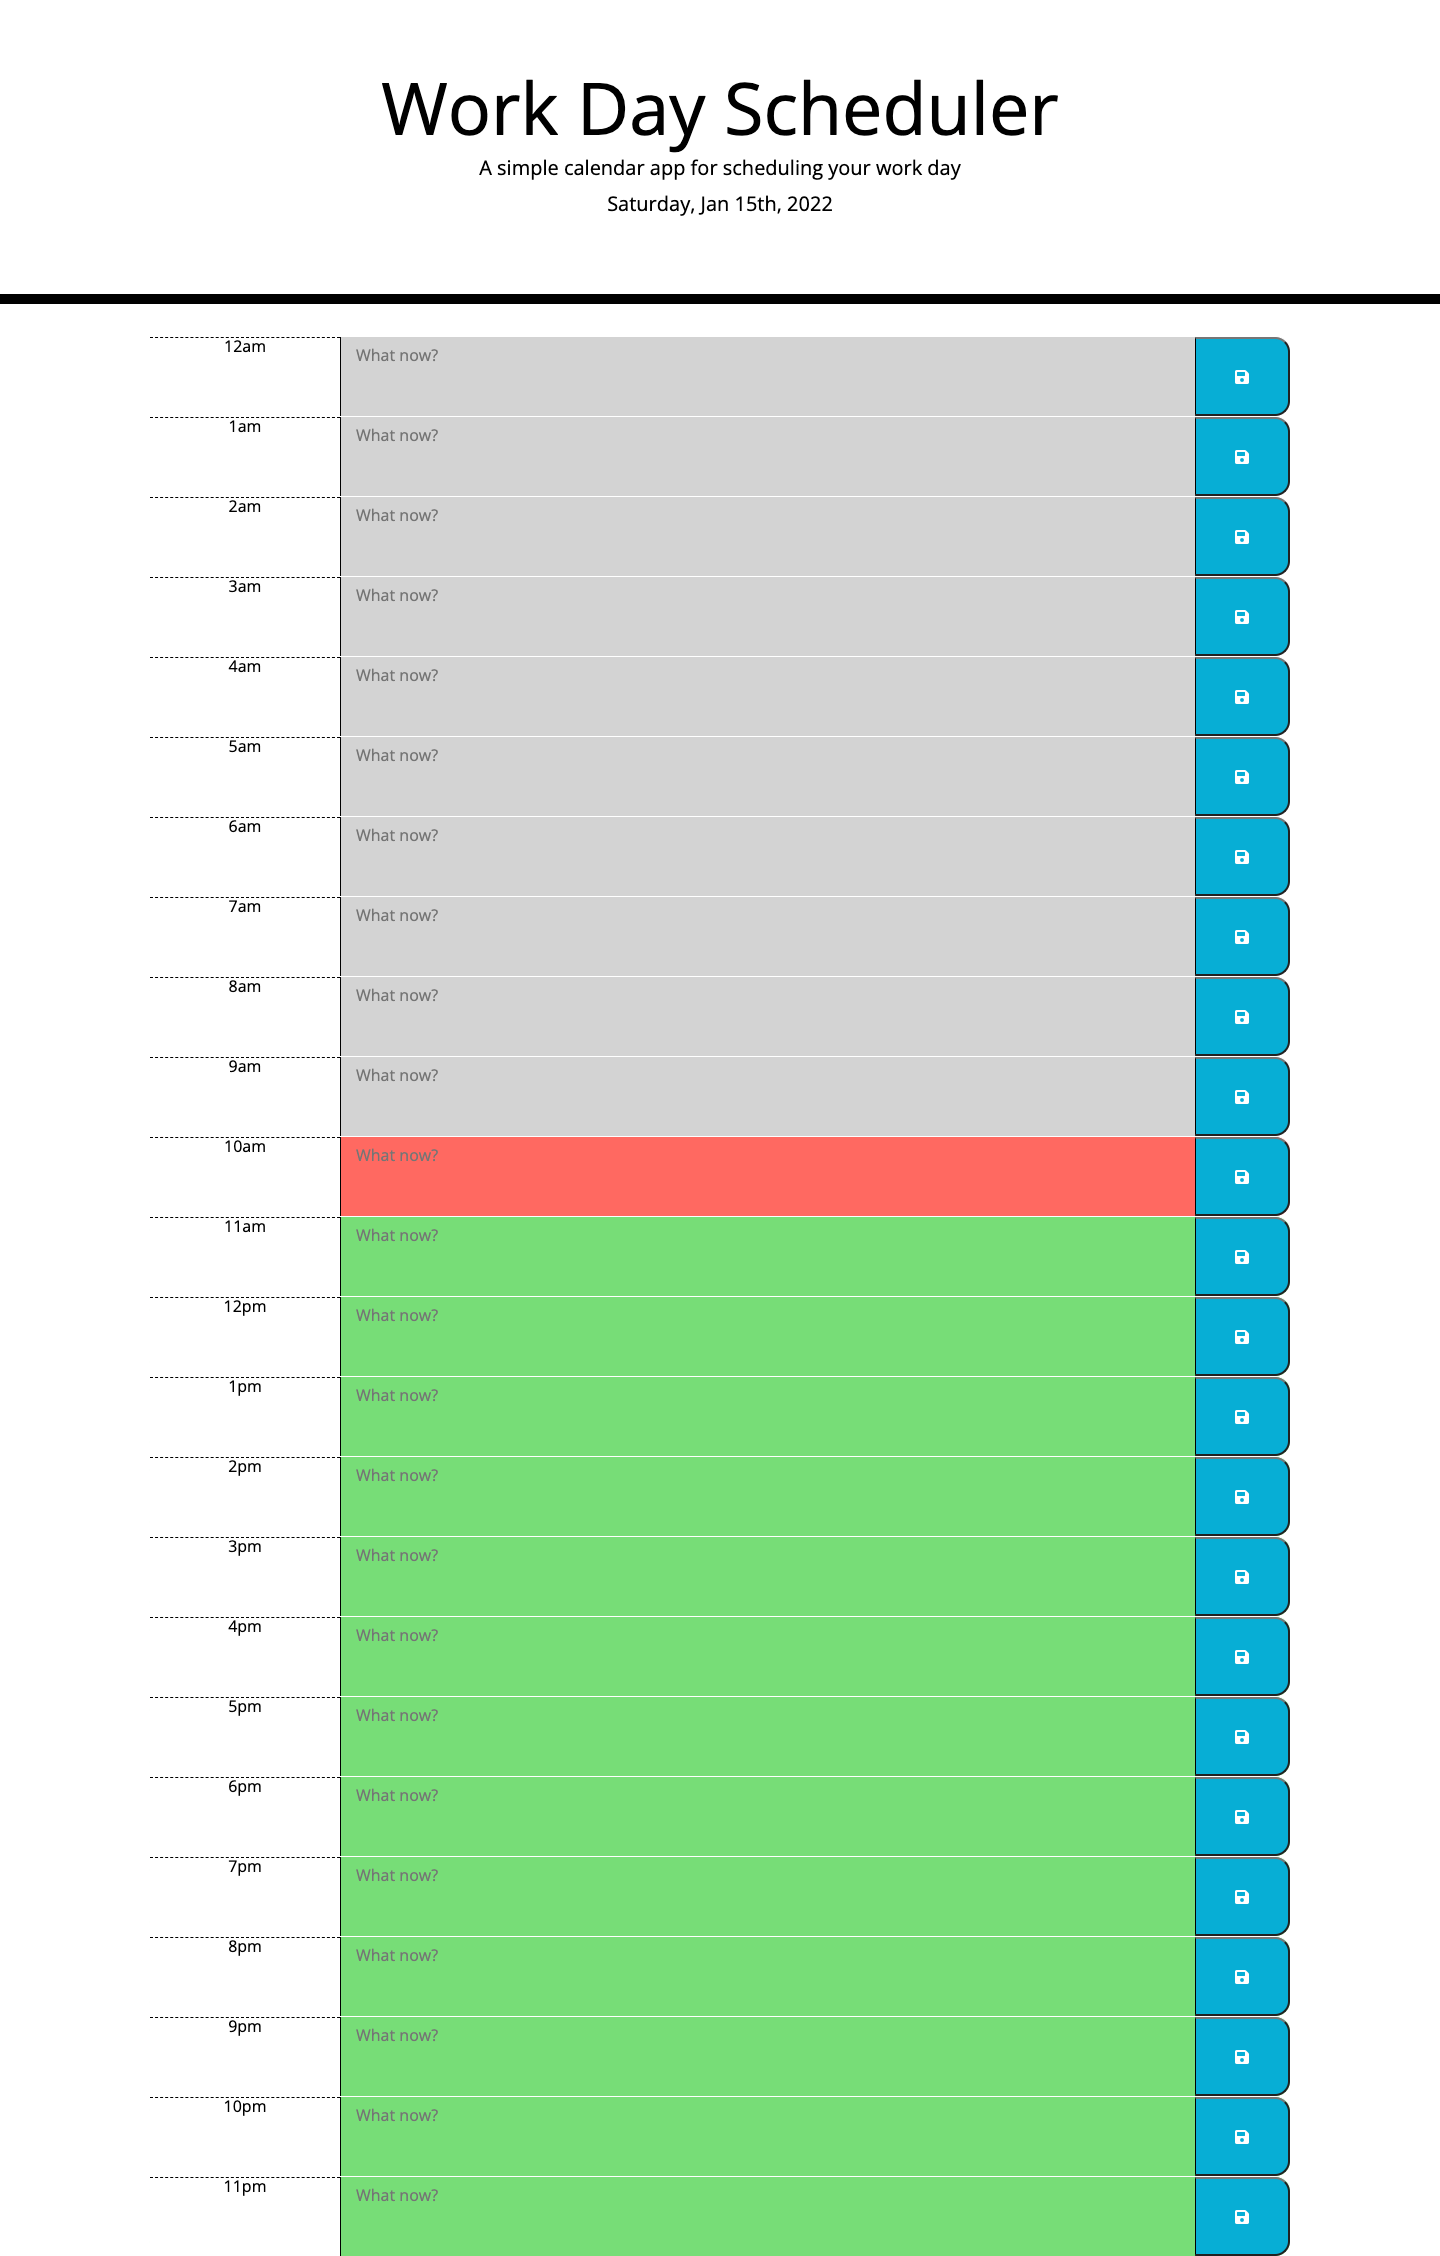 Work Day Scheduler
A simple calendar app for scheduling your work day
Saturday, Jan 15th, 2022
12am What now?
1am What now?
2am What now?
3am What now?
4am What now?
5am What now?
6am What now?
7am What now?
8am What now?
9am What now?
10am What now?
11am What now?
12pm What now?
1pm What now?
2pm What now?
3pm What now?
4pm What now?
5pm What now?
6pm What now?
7pm What now?
8pm What now?
9pm What now?
10pm What now?
11pm What now?